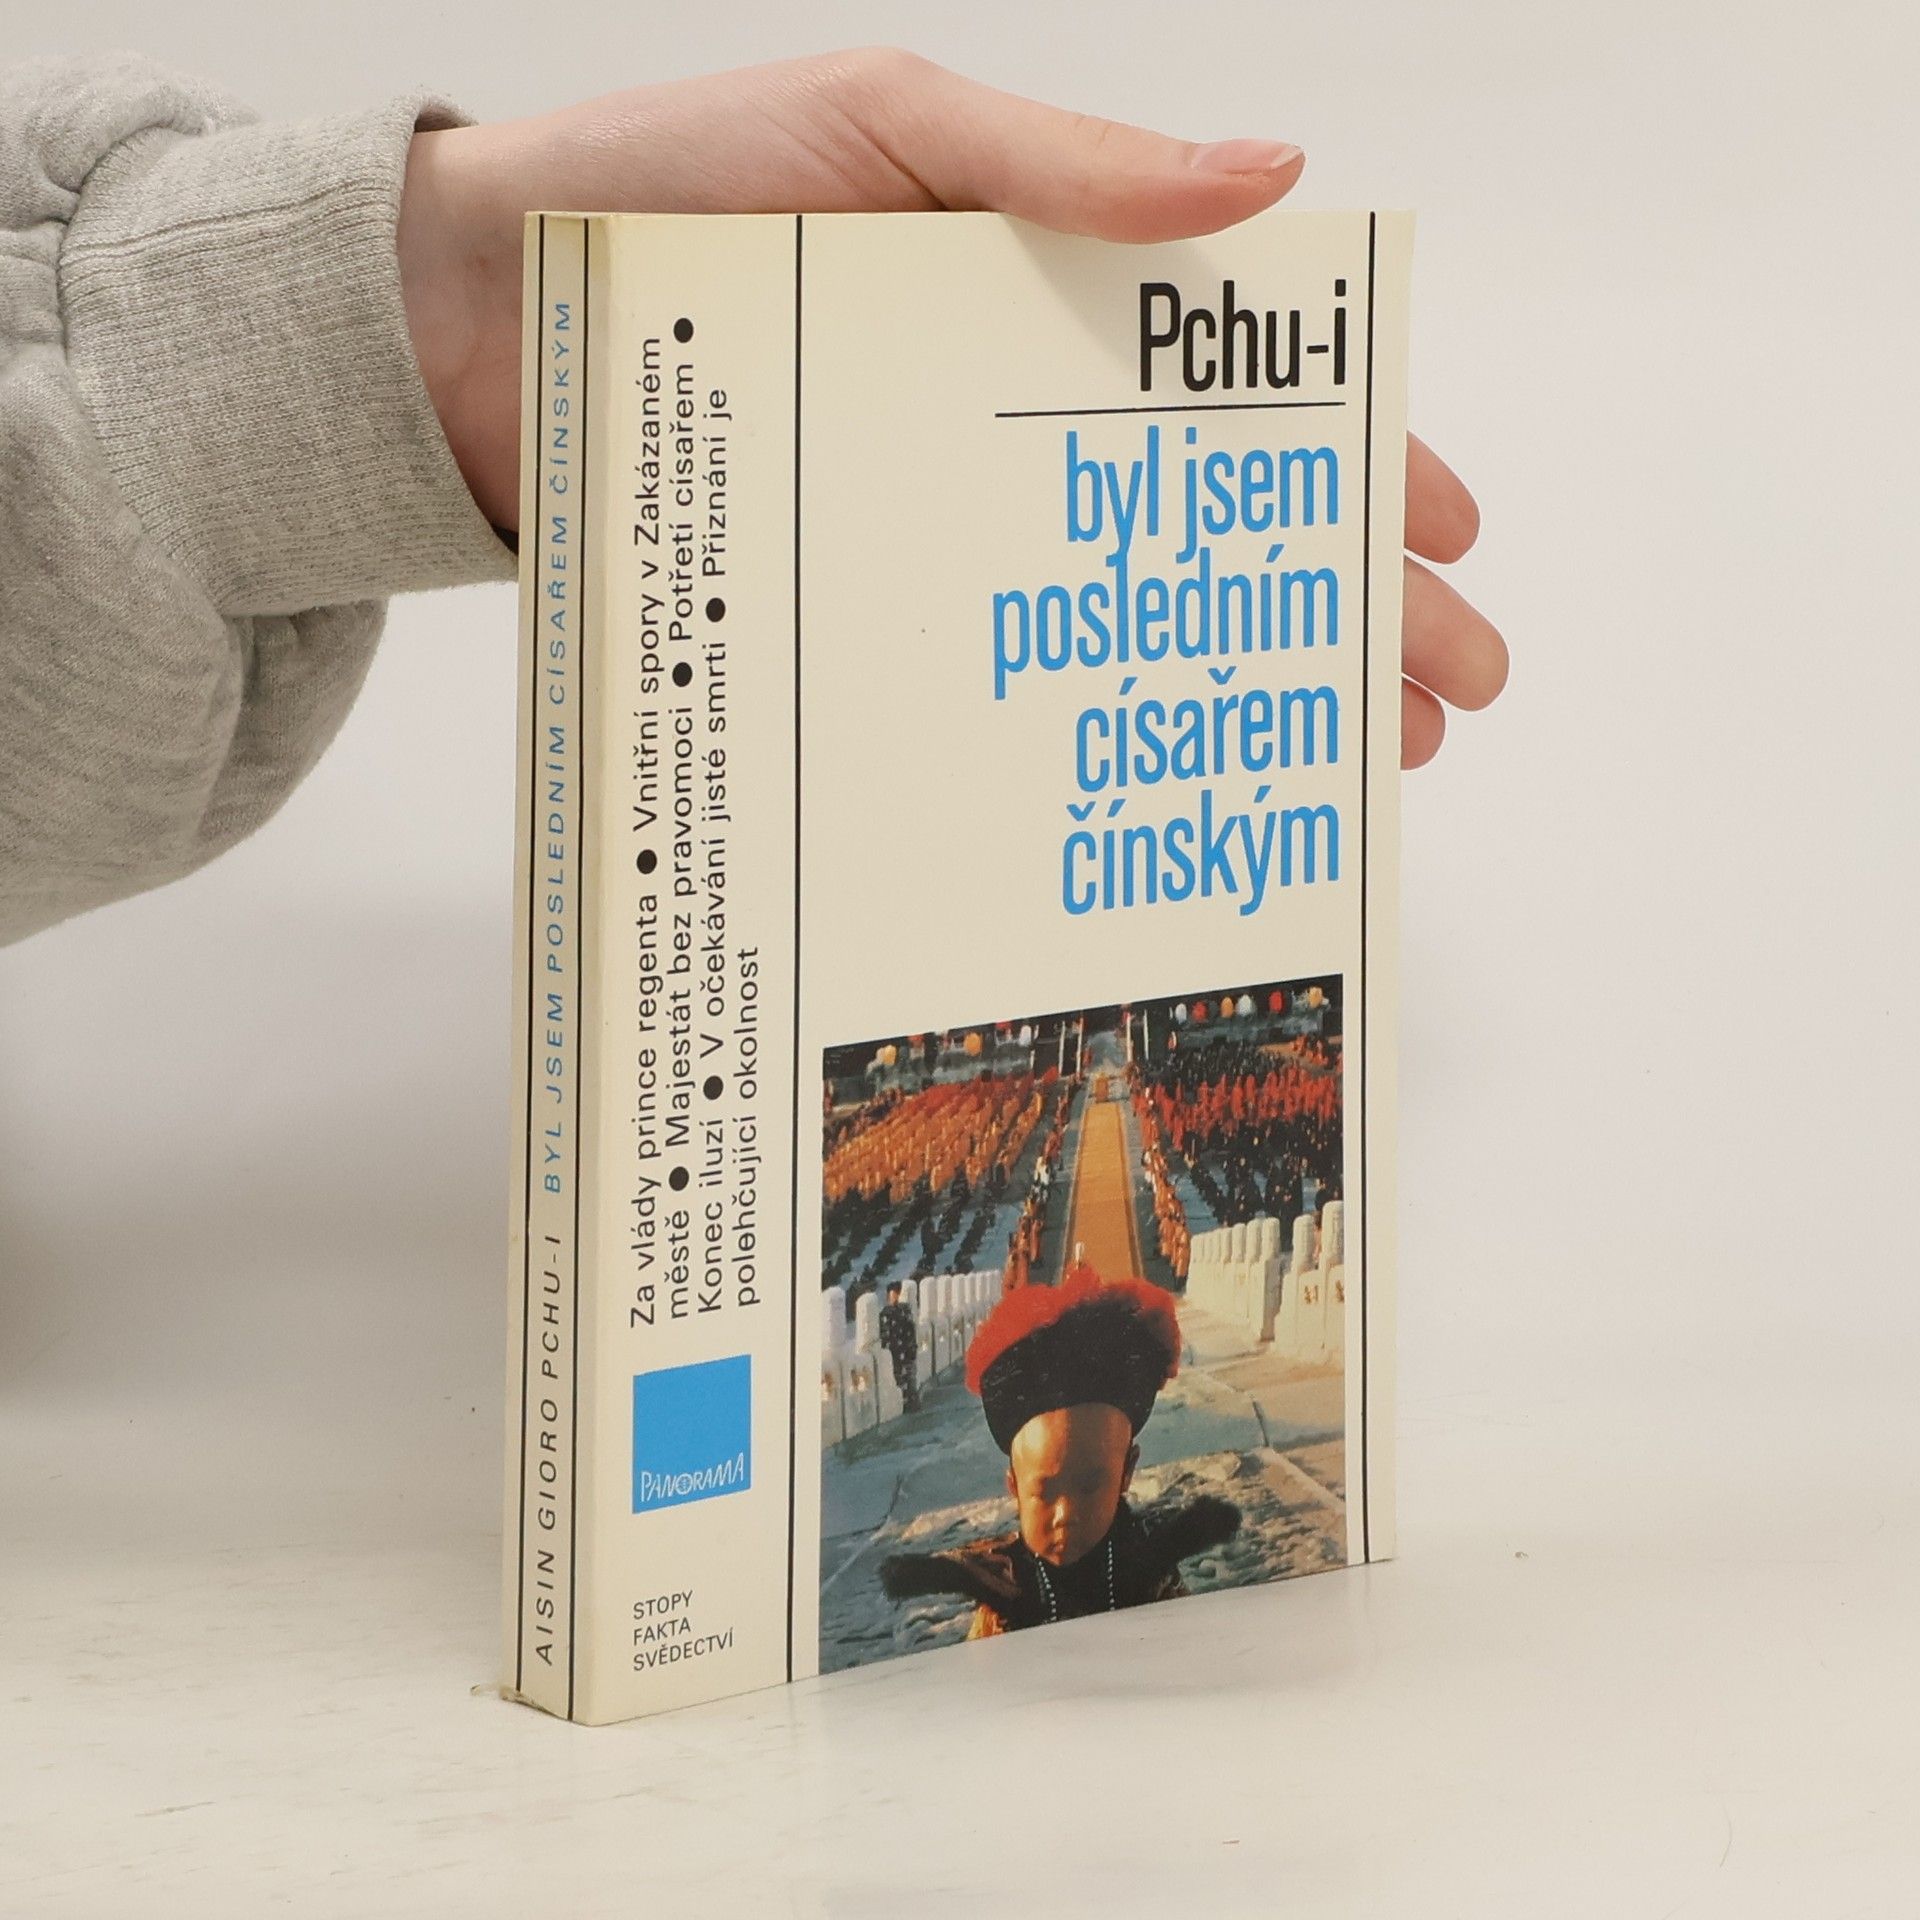 AISIN GIORO PCHU-I BYL JSEM POSLEDNÍM CÍSAŘEM ČÍNSKÝM
Za vlády prince regenta ● Vnitřní spory v Zakázaném
městě ● Majestát bez pravomoci ● Potřetí císařem ●
Konec iluzí ● V očekávání jisté smrti ● Přiznání je
polehčující okolnost
PANORAMA
STOPY
FAKTA
SVĚDECTVÍ
Pchu-i
byl jsem
posledním
císařem
čínským